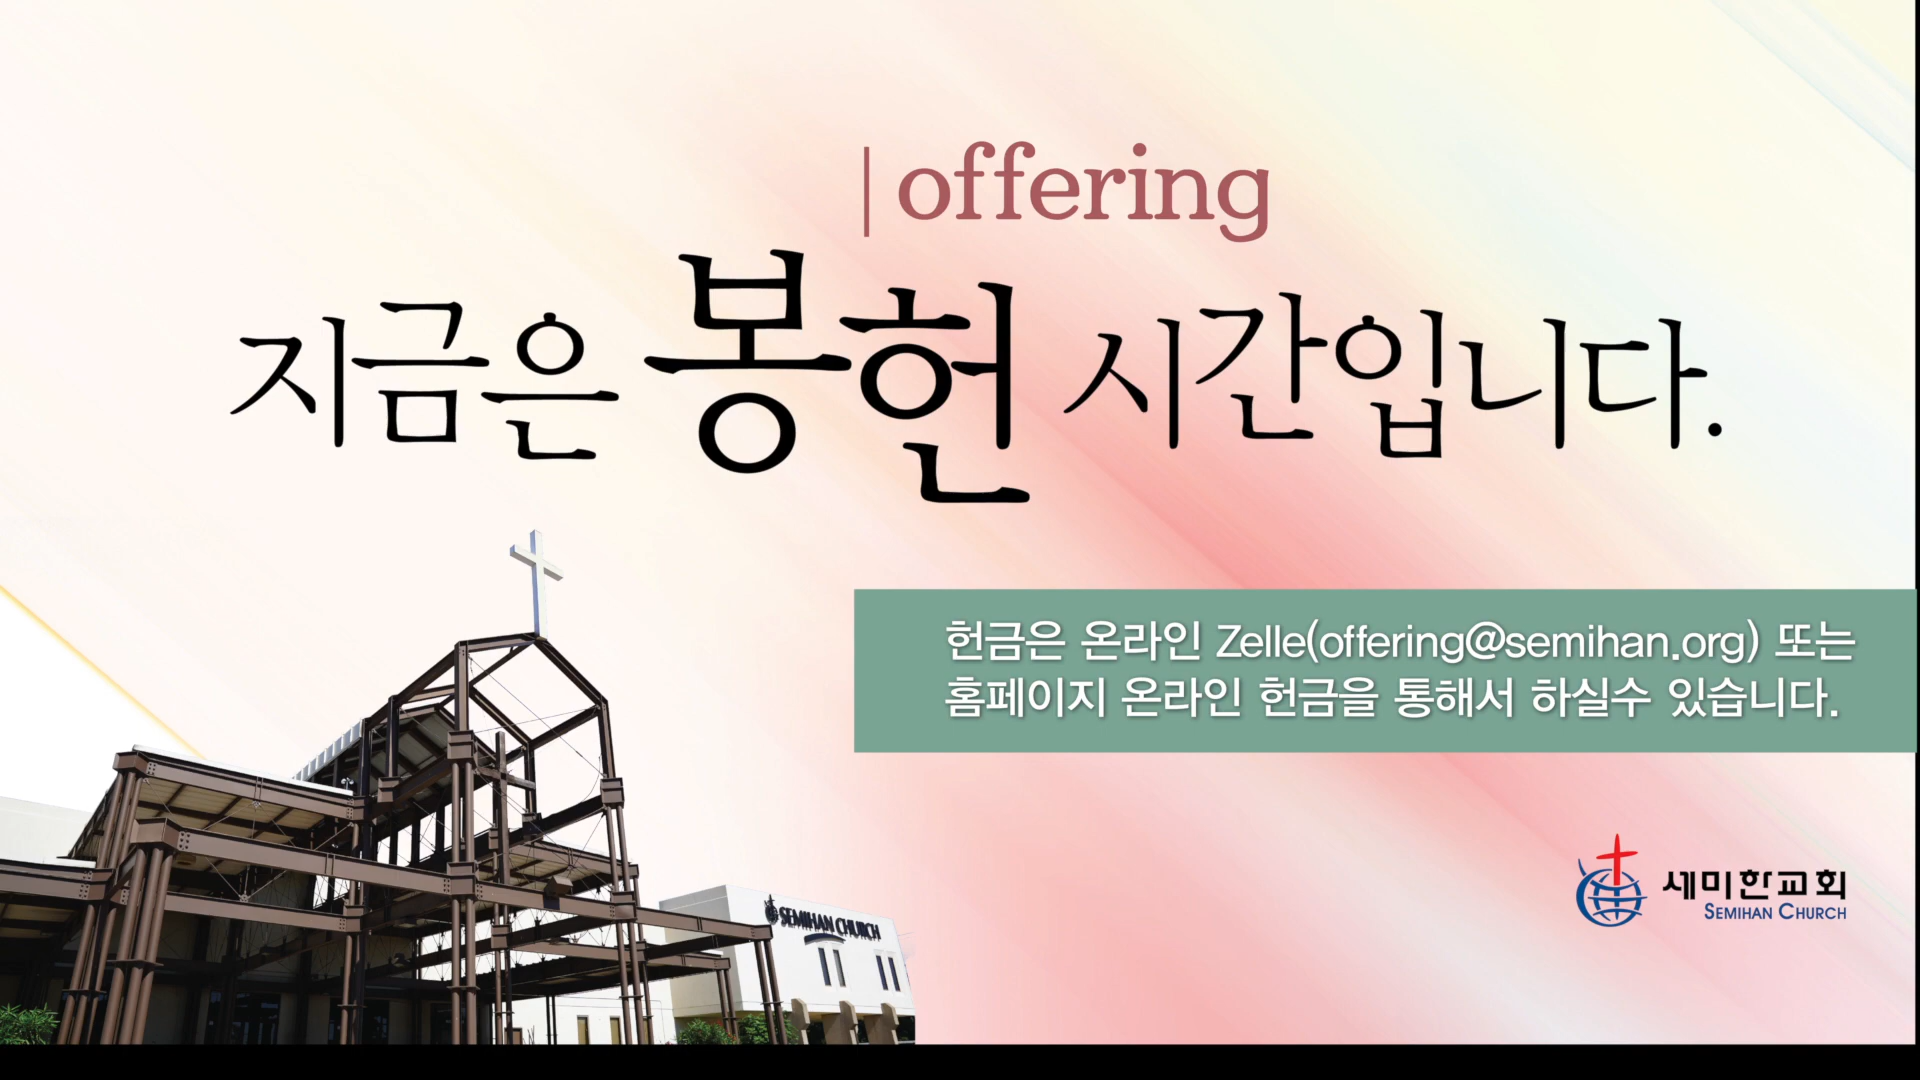 offering
지금은 봉헌 시간입니다.
헌금은 온라인 Zelle(offering@semihan.org) 또는
홈페이지 온라인 헌금을 통해서 하실수 있습니다.
SEMIHAN CHURCH
세미한교회
SEMIHAN CHURCH